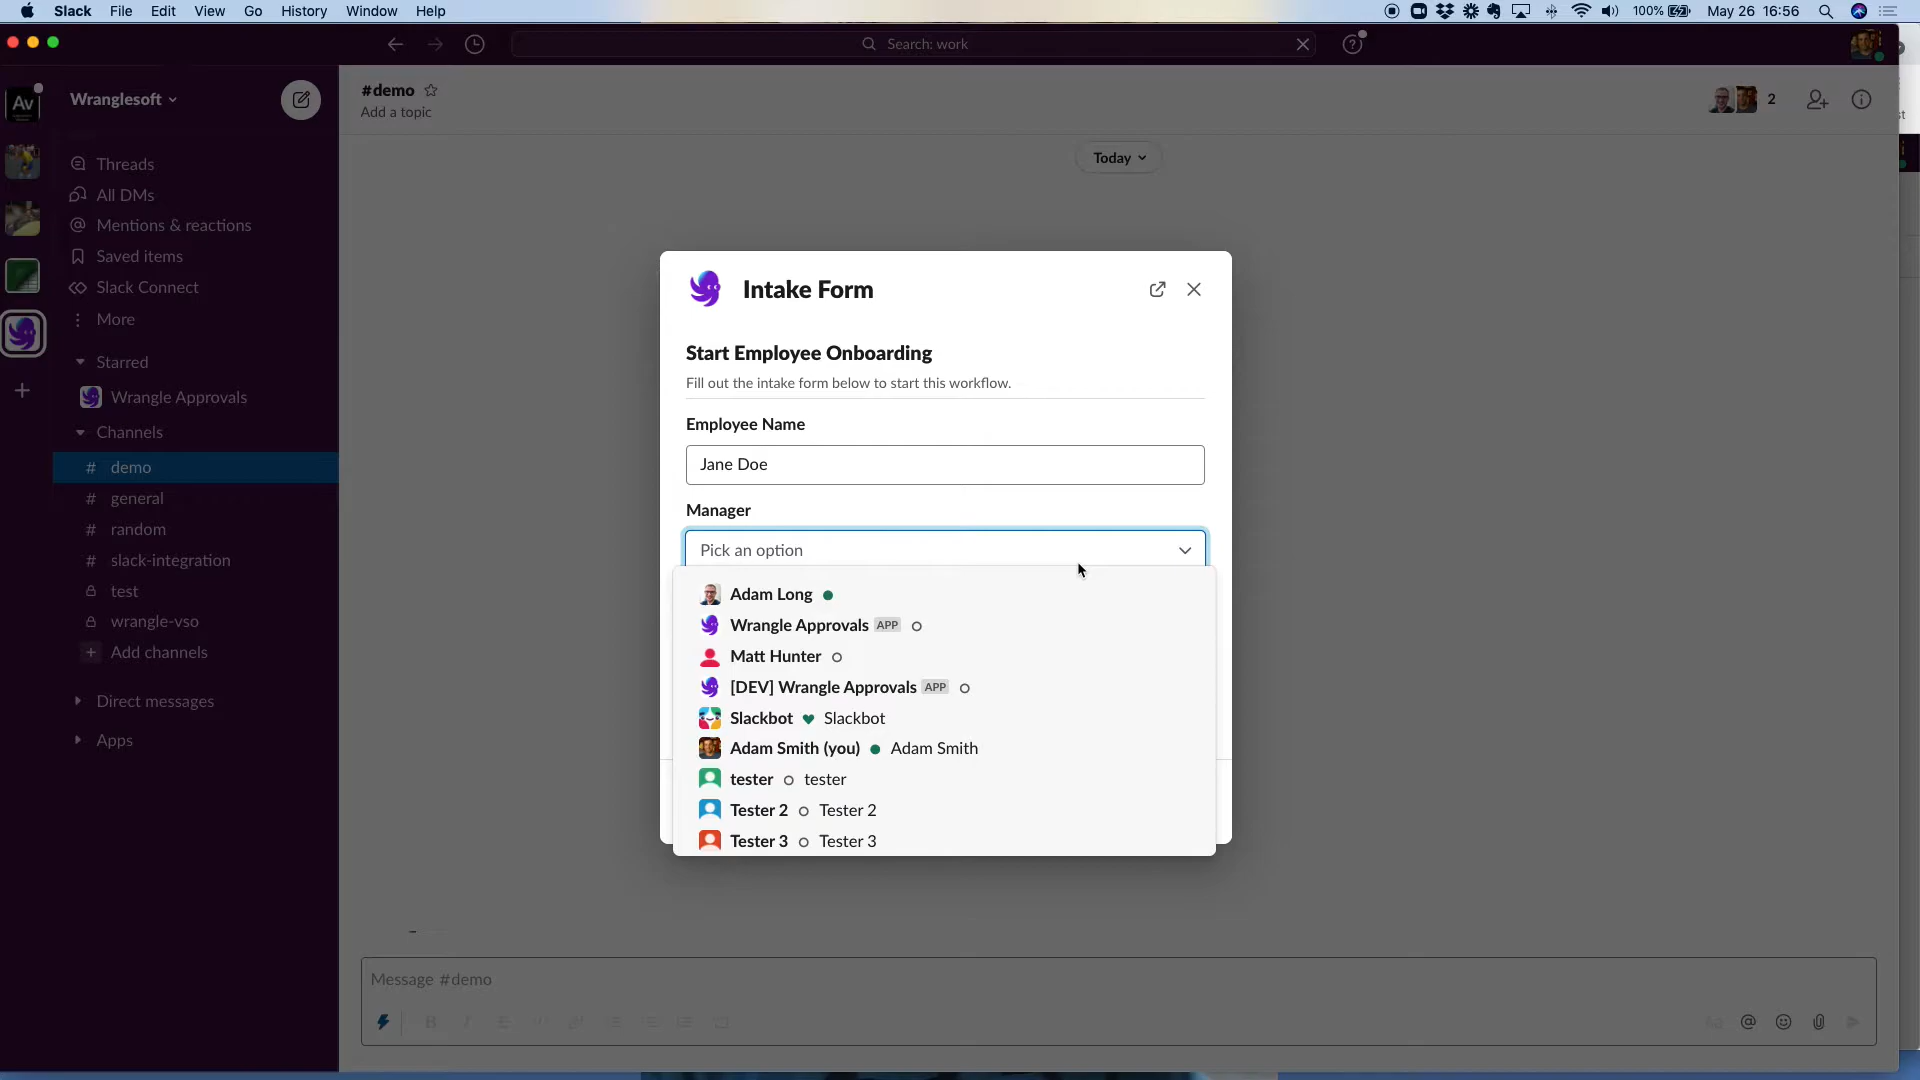 Slack File Edit View Go History Window Help
100% May 26 16:56
Search: work
Av
Wranglesoft
#demo
Add a topic
2
Today
Threads
All DMs
Mentions & reactions
Saved items
Slack Connect
More
Starred
Wrangle Approvals
Channels
# demo
# general
# random
# slack-integration
test
wrangle-vso
+ Add channels
Direct messages
Apps
Intake Form
Start Employee Onboarding
Fill out the intake form below to start this workflow.
Employee Name
Jane Doe
Manager
Pick an option
Adam Long
Wrangle Approvals APP
Matt Hunter
[DEV] Wrangle Approvals APP
Slackbot Slackbot
Adam Smith (you) Adam Smith
tester tester
Tester 2 Tester 2
Tester 3 Tester 3
Message #demo